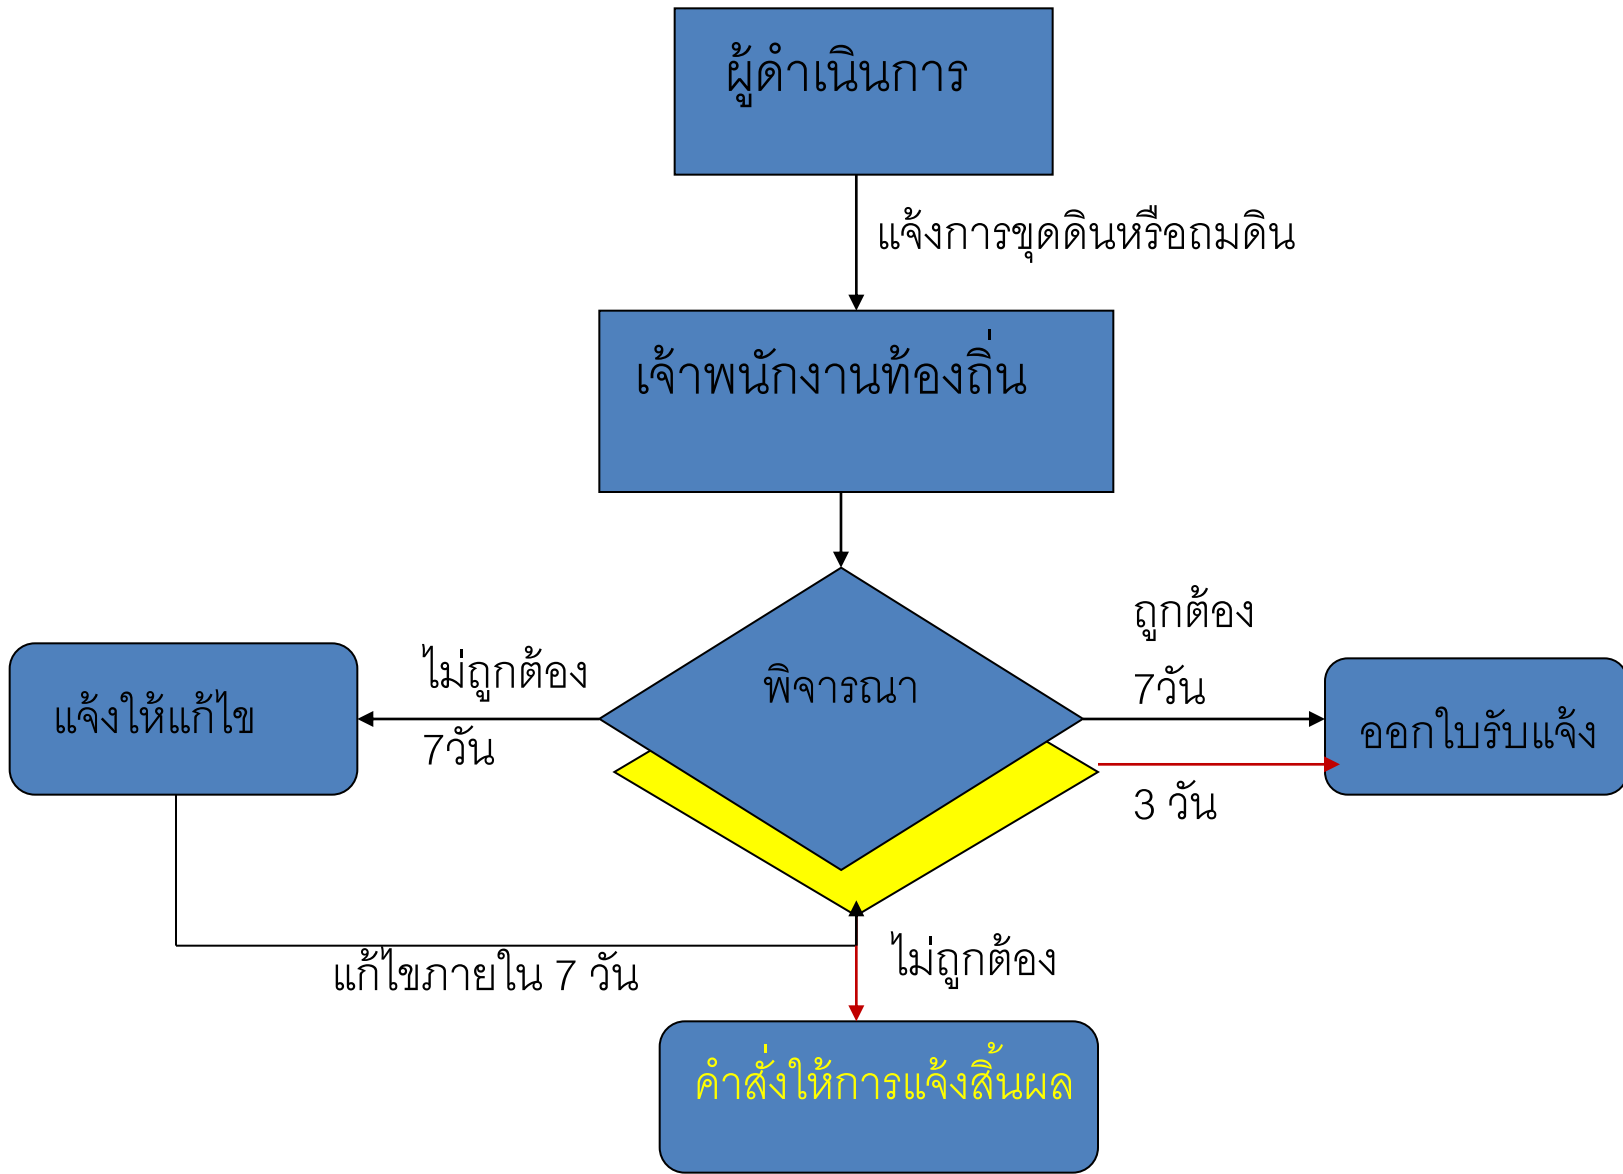 ผู้ดำเนินการ
แจ้งการขุดดินหรือถมดิน
เจ้าพนักงานท้องถิ่น
ถูกต้อง
ไม่ถูกต้อง
พิจารณา
7วัน
แจ้งให้แก้ไข
ออกใบรับแจ้ง
7วัน
3 วัน
ไม่ถูกต้อง
แก้ไขภายใน 7 วัน
คำสั่งให้การแจ้งสิ้นผล